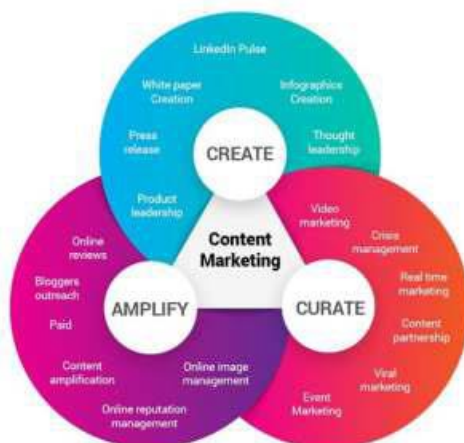 LinkedIn Pulse
White paper
Creation
Infographics
Creation
Press
release
Thought
leadership
CREATE
Product
leadership
Content
Marketing
Video
marketing
Crisis
management
Real time
marketing
Content
partnership
Viral
marketing
Event
Marketing
CURATE
Online
reviews
Bloggers
outreach
Paid
Content
amplification
Online reputation
management
Online image
management
AMPLIFY